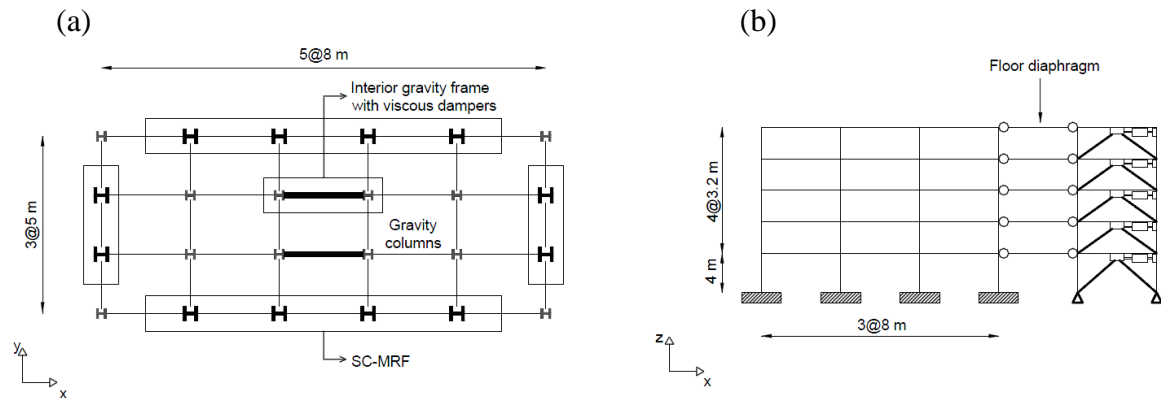 (a)
5@8 m
Interior gravity frame
with viscous dampers
3@5 m
Gravity
columns
SC-MRF
y
x
(b)
Floor diaphragm
4@3.2 m
4 m
3@8 m
z
x